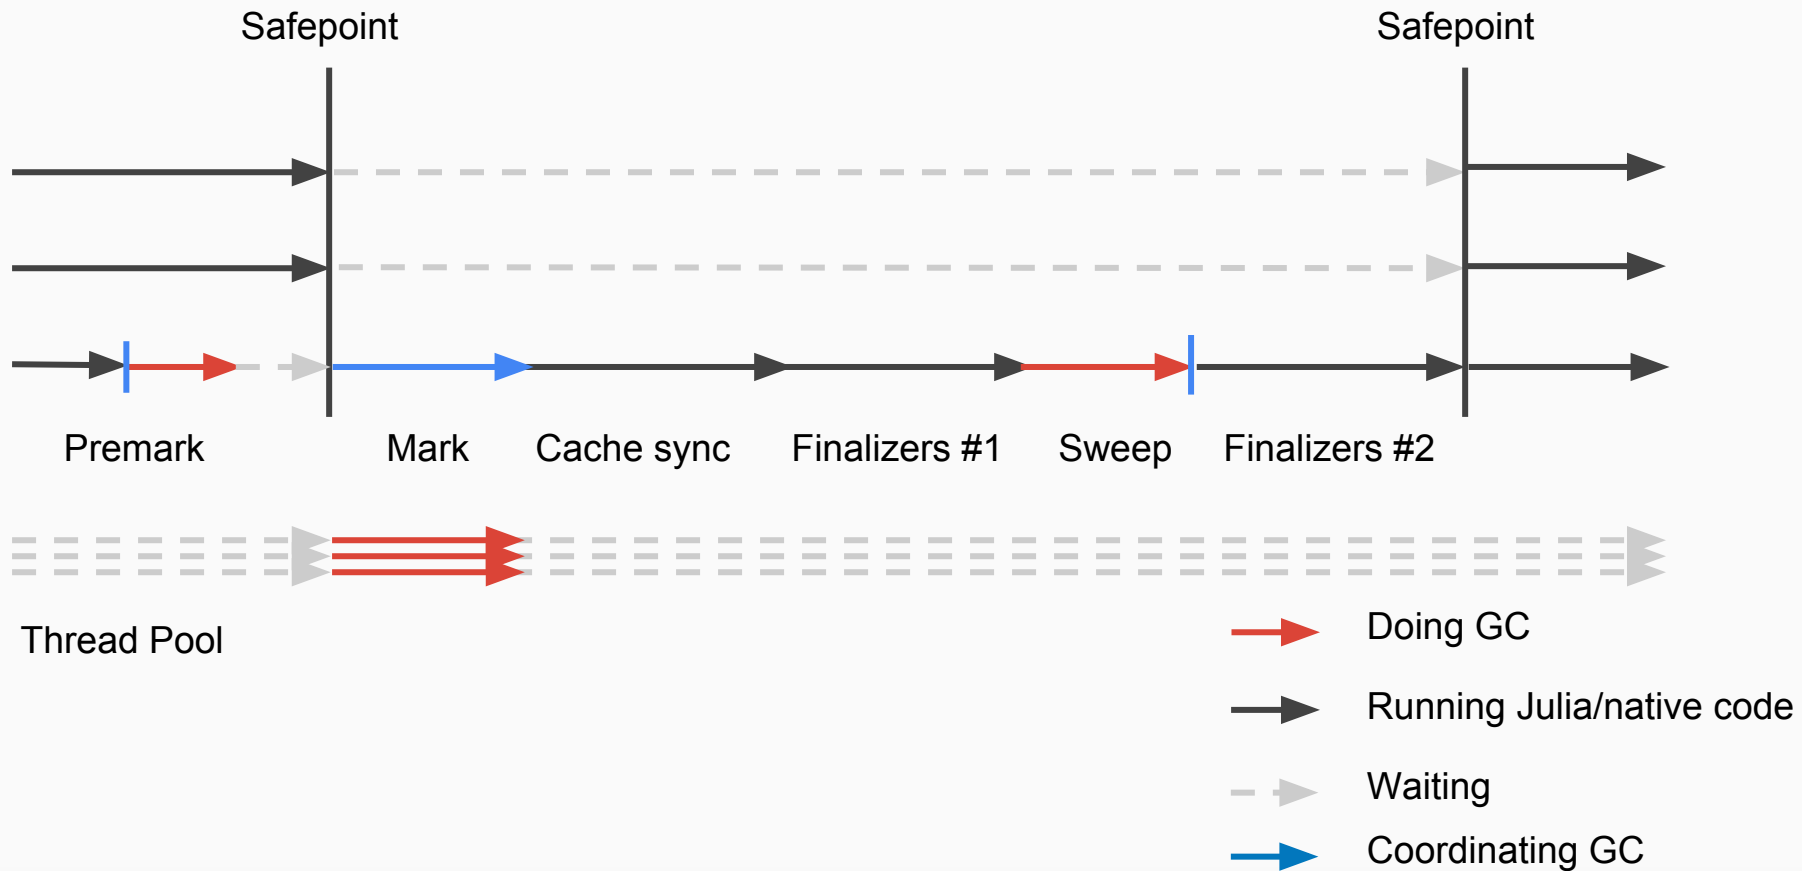 Safepoint
Safepoint
Premark
Mark
Cache sync
Finalizers #1
Sweep
Finalizers #2
Thread Pool
Doing GC
Running Julia/native code
Waiting
Coordinating GC